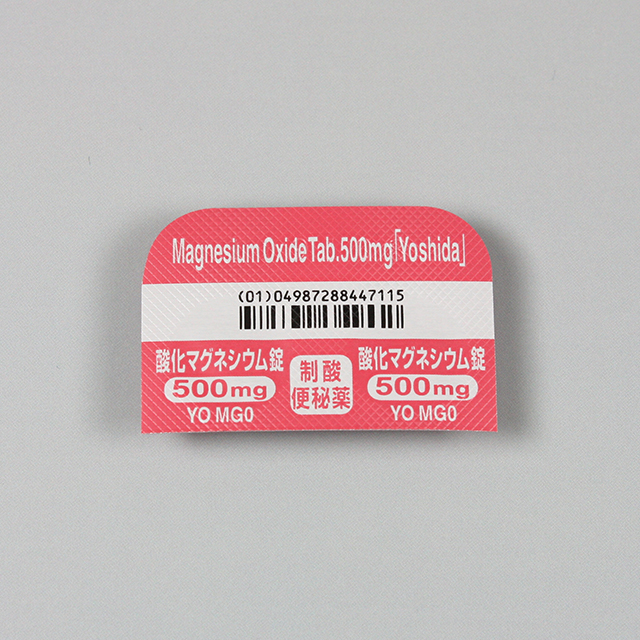 Magnesium Oxide Tab.500mg「Yoshida」
(01)04987288447115
酸化マグネシウム錠 制酸 酸化マグネシウム錠
500mg 便秘薬 500mg
YO MG0 YO MG0